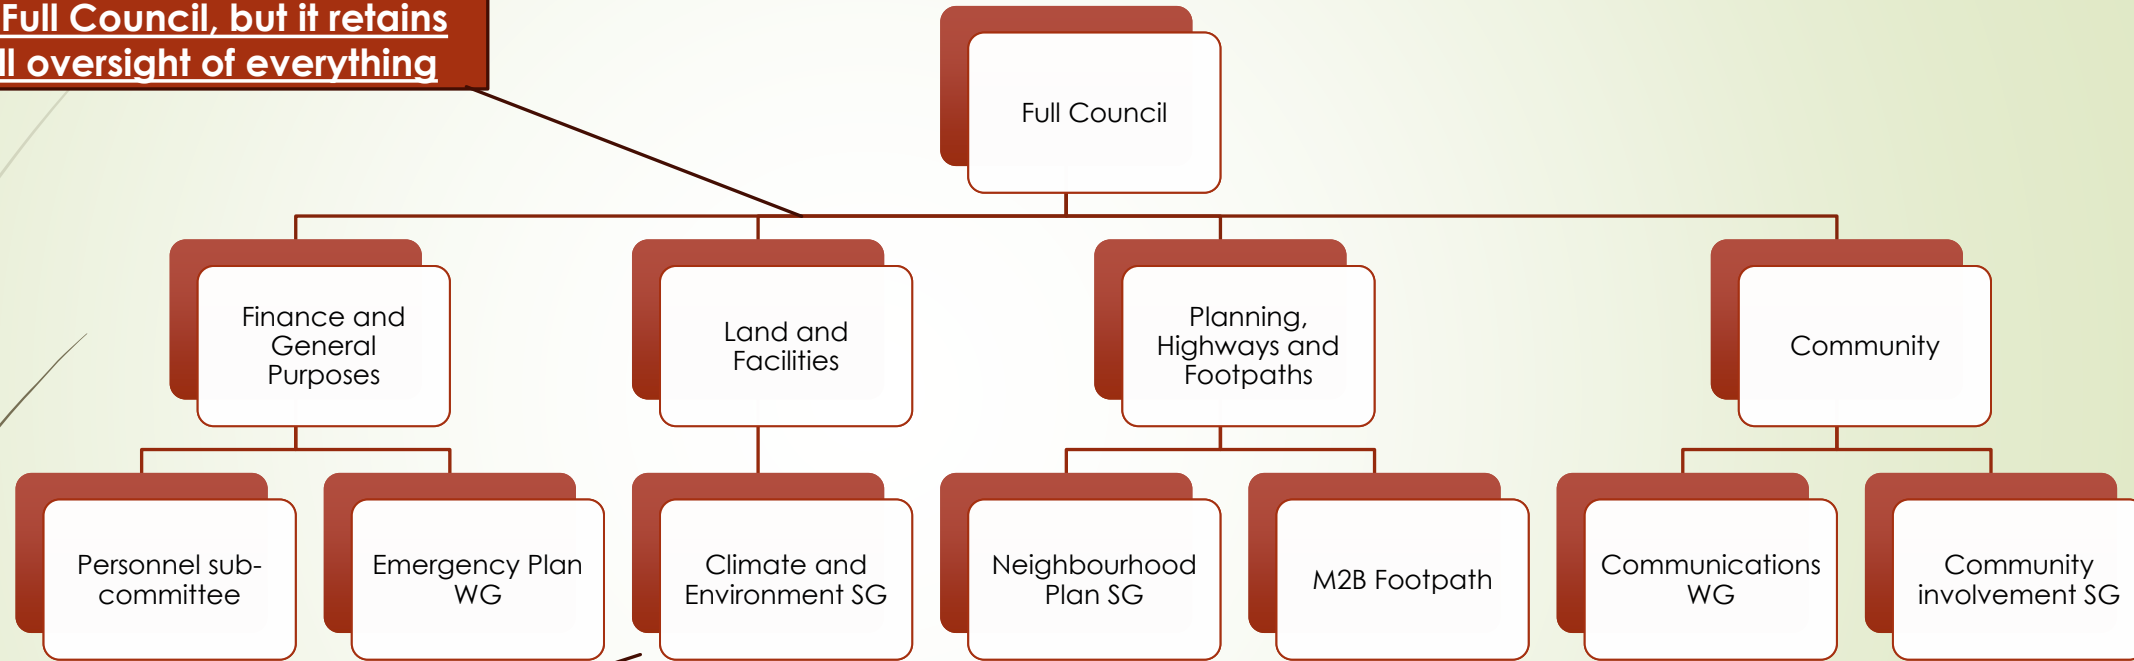 Full Council, but it retains
ll oversight of everything
Full Council
Finance and
General
Purposes
Land and
Facilities
Planning,
Highways and
Footpaths
Community
Personnel sub-
committee
Emergency Plan
WG
Climate and
Environment SG
Neighbourhood
Plan SG
M2B Footpath
Communications
WG
Community
involvement SG